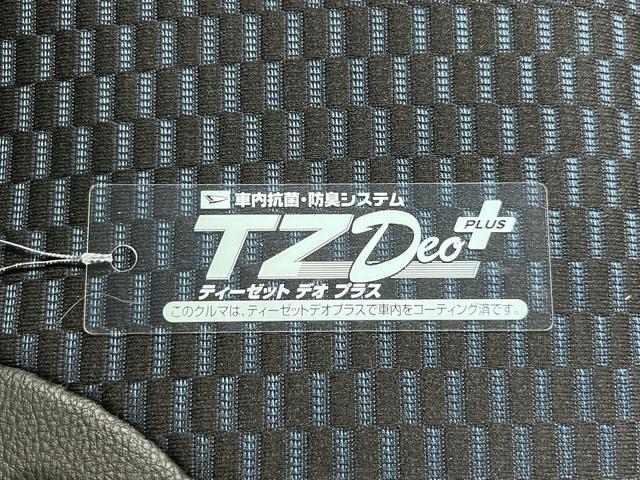 車内抗菌・防臭システム
TZ Deo PLUS
ティーゼット デオ プラス
このクルマは、ティーゼットデオプラスで車内をコーティング済です。